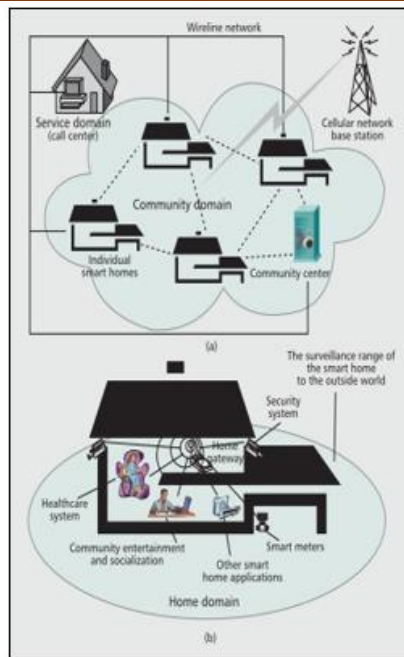 Wireline network
Service domain
(call center)
Cellular network
base station
Community domain
Individual
smart homes
Community center
(a)
The surveillance range of
the smart home
to the outside world
Security
system
Home
gateway
Healthcare
system
Community entertainment
and socialization
Other smart
home applications
Smart meters
Home domain
(b)